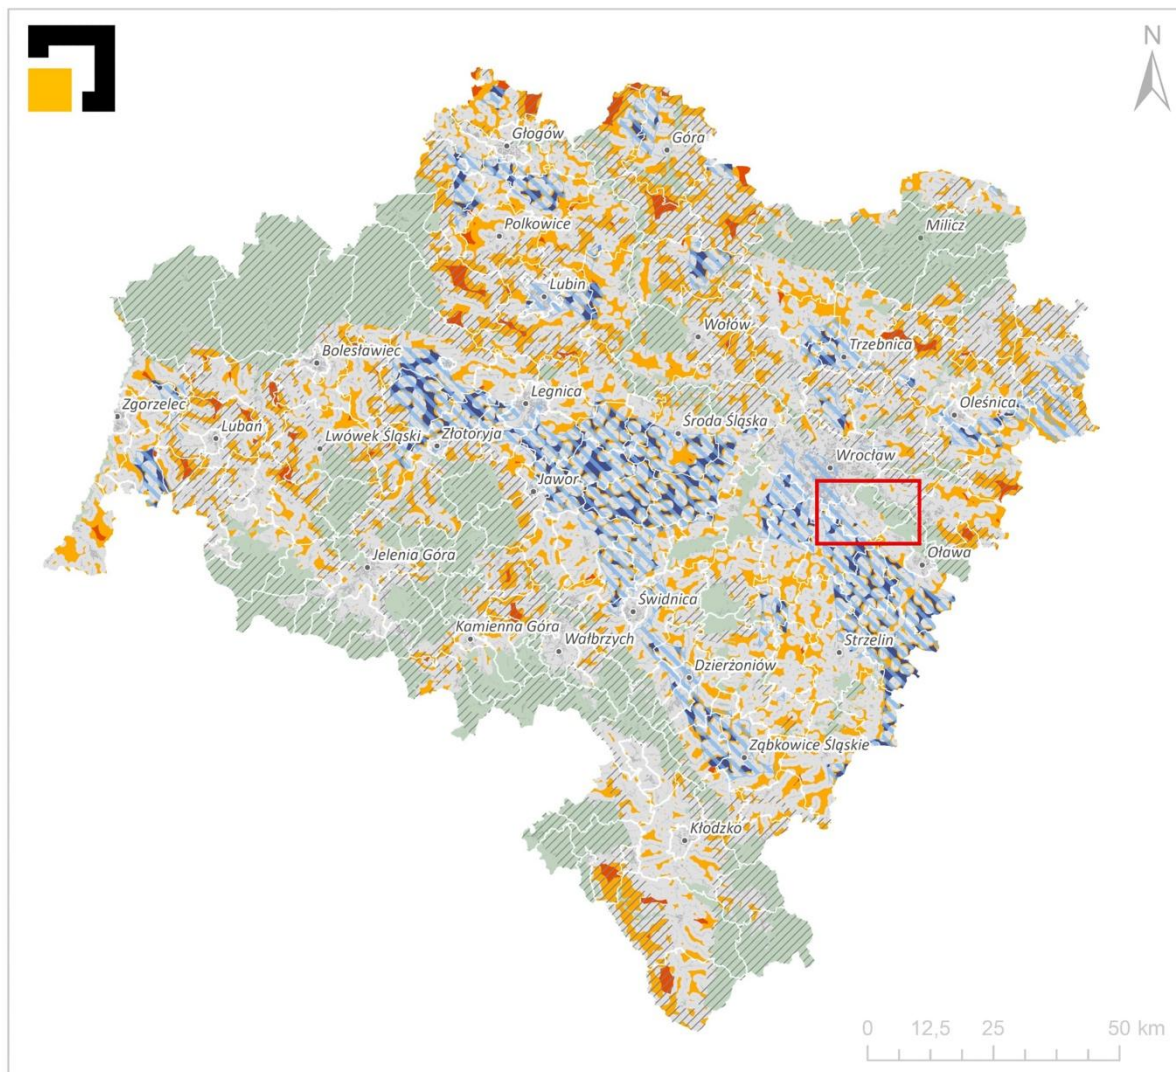 N
Głogów
Góra
Polkowice
Milicz
Lubin
Wołów
Trzebnica
Bolesławiec
Legnica
Oleśnica
Zgorzelec
Lubań
Lwówek Śląski
Złotoryja
Środa Śląska
Wrocław
Jawor
Jelenia Góra
Oława
Świdnica
Kamienna Góra
Wałbrzych
Strzelin
Dzierżoniów
Ząbkowice Śląskie
Kłodzko
0 12,5 25 50 km